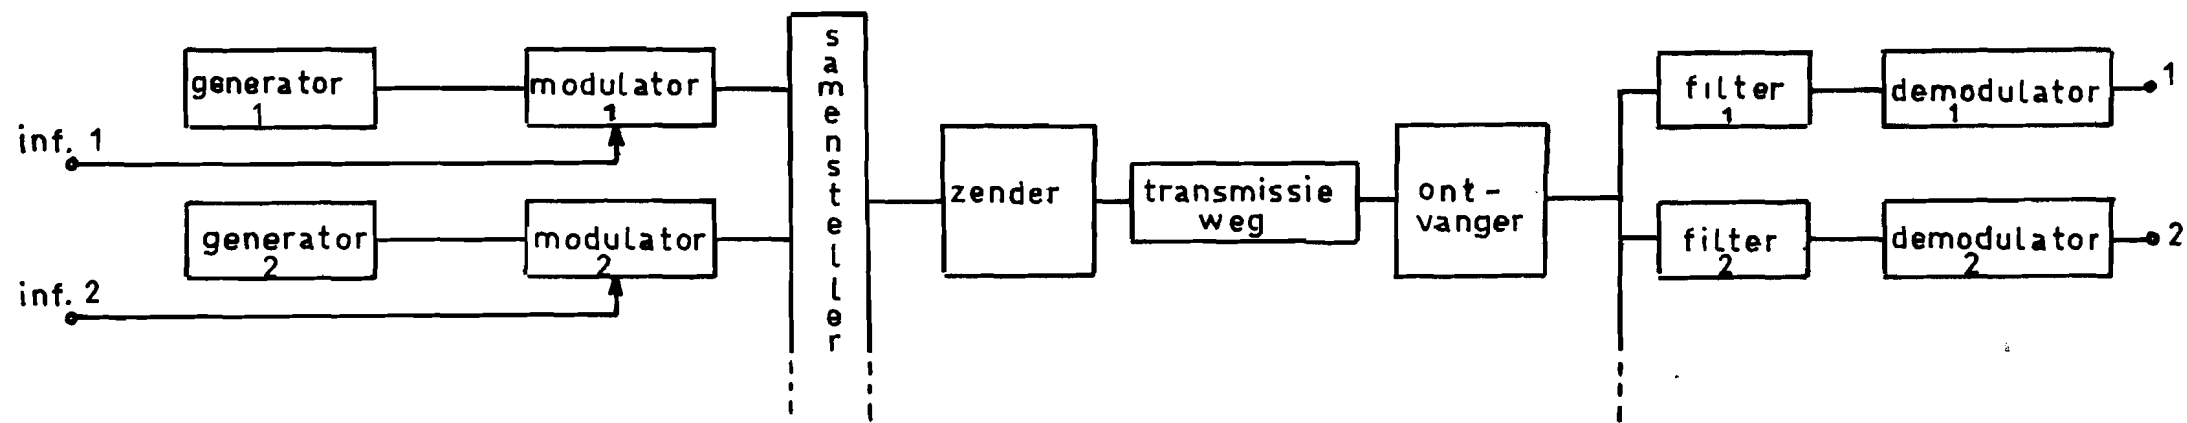 generator
1
modulator
1
inf. 1
generator
2
modulator
2
inf. 2
samensteller
zender
transmissie
weg
ont-
vanger
filter
1
demodulator
1
1
filter
2
demodulator
2
2